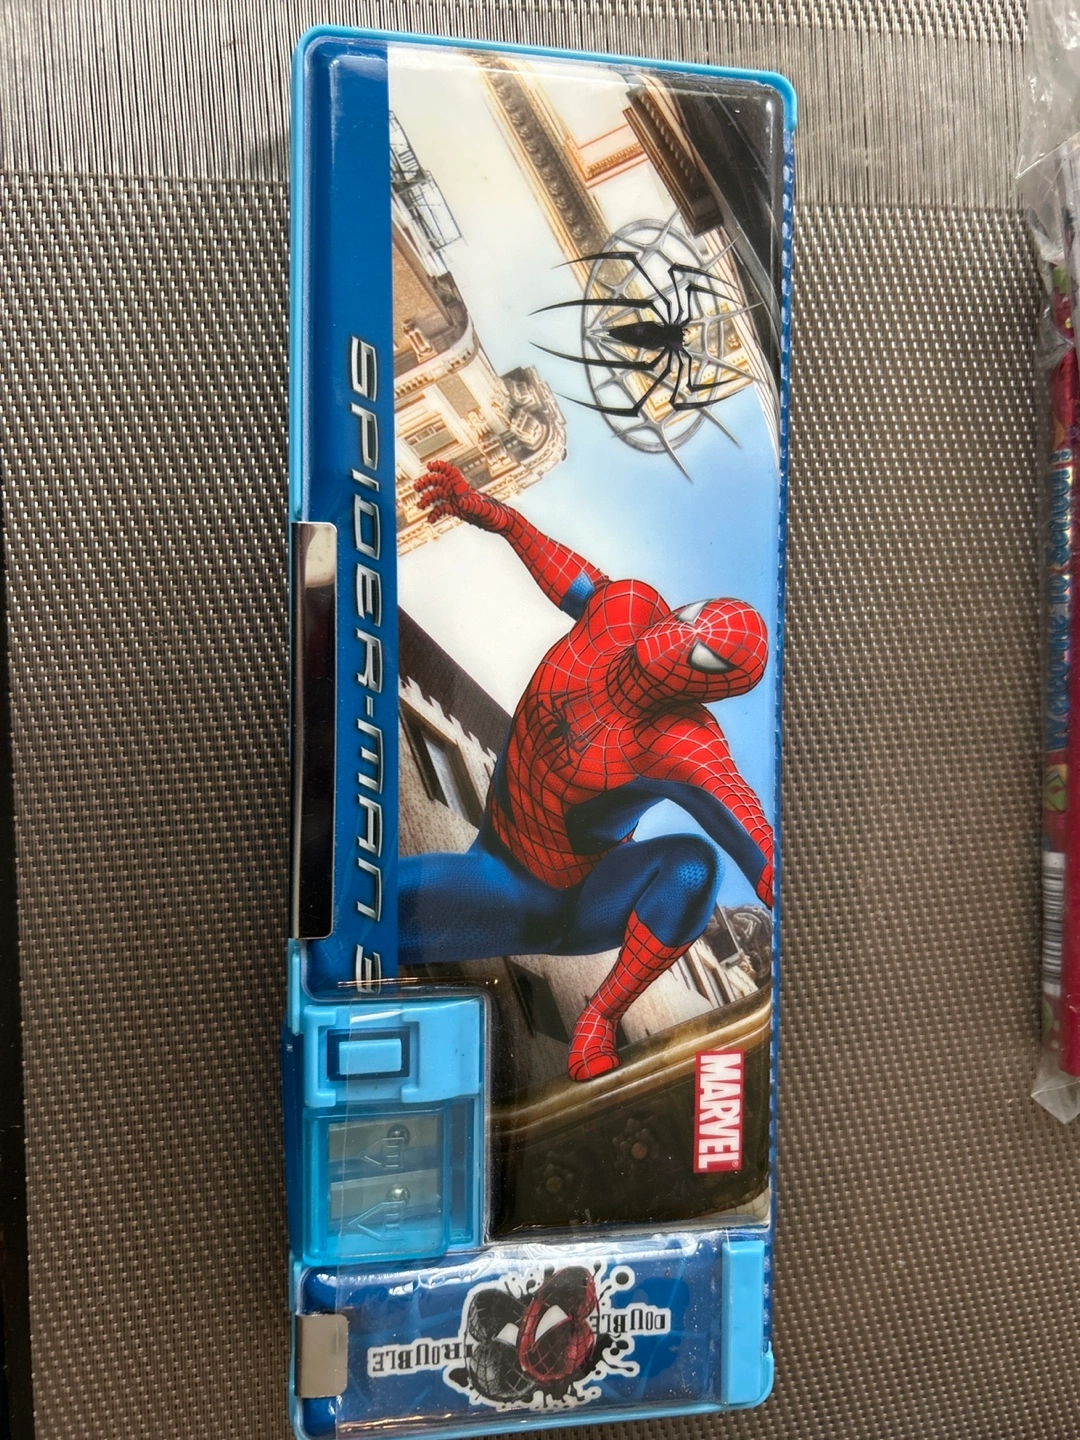 SPIDER-MAN 3
MARVEL
DOUBLE
TROUBLE